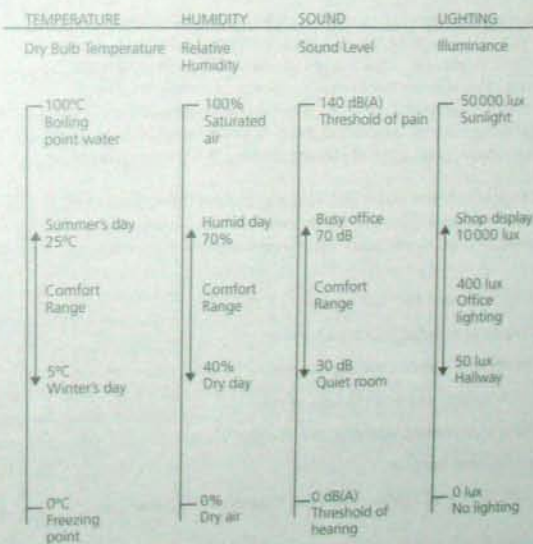 TEMPERATURE
Dry Bulb Temperature
100°C
Boiling
point water
Summer's day
25°C
Comfort
Range
5°C
Winter's day
0°C
Freezing
point
HUMIDITY
Relative
Humidity
100%
Saturated
air
Humid day
70%
Comfort
Range
40%
Dry day
0%
Dry air
SOUND
Sound Level
140 dB(A)
Threshold of pain
Busy office
70 dB
Comfort
Range
30 dB
Quiet room
0 dB(A)
Threshold of
hearing
LIGHTING
Illuminance
50000 lux
Sunlight
Shop display
10000 lux
400 lux
Office
lighting
50 lux
Hallway
0 lux
No lighting